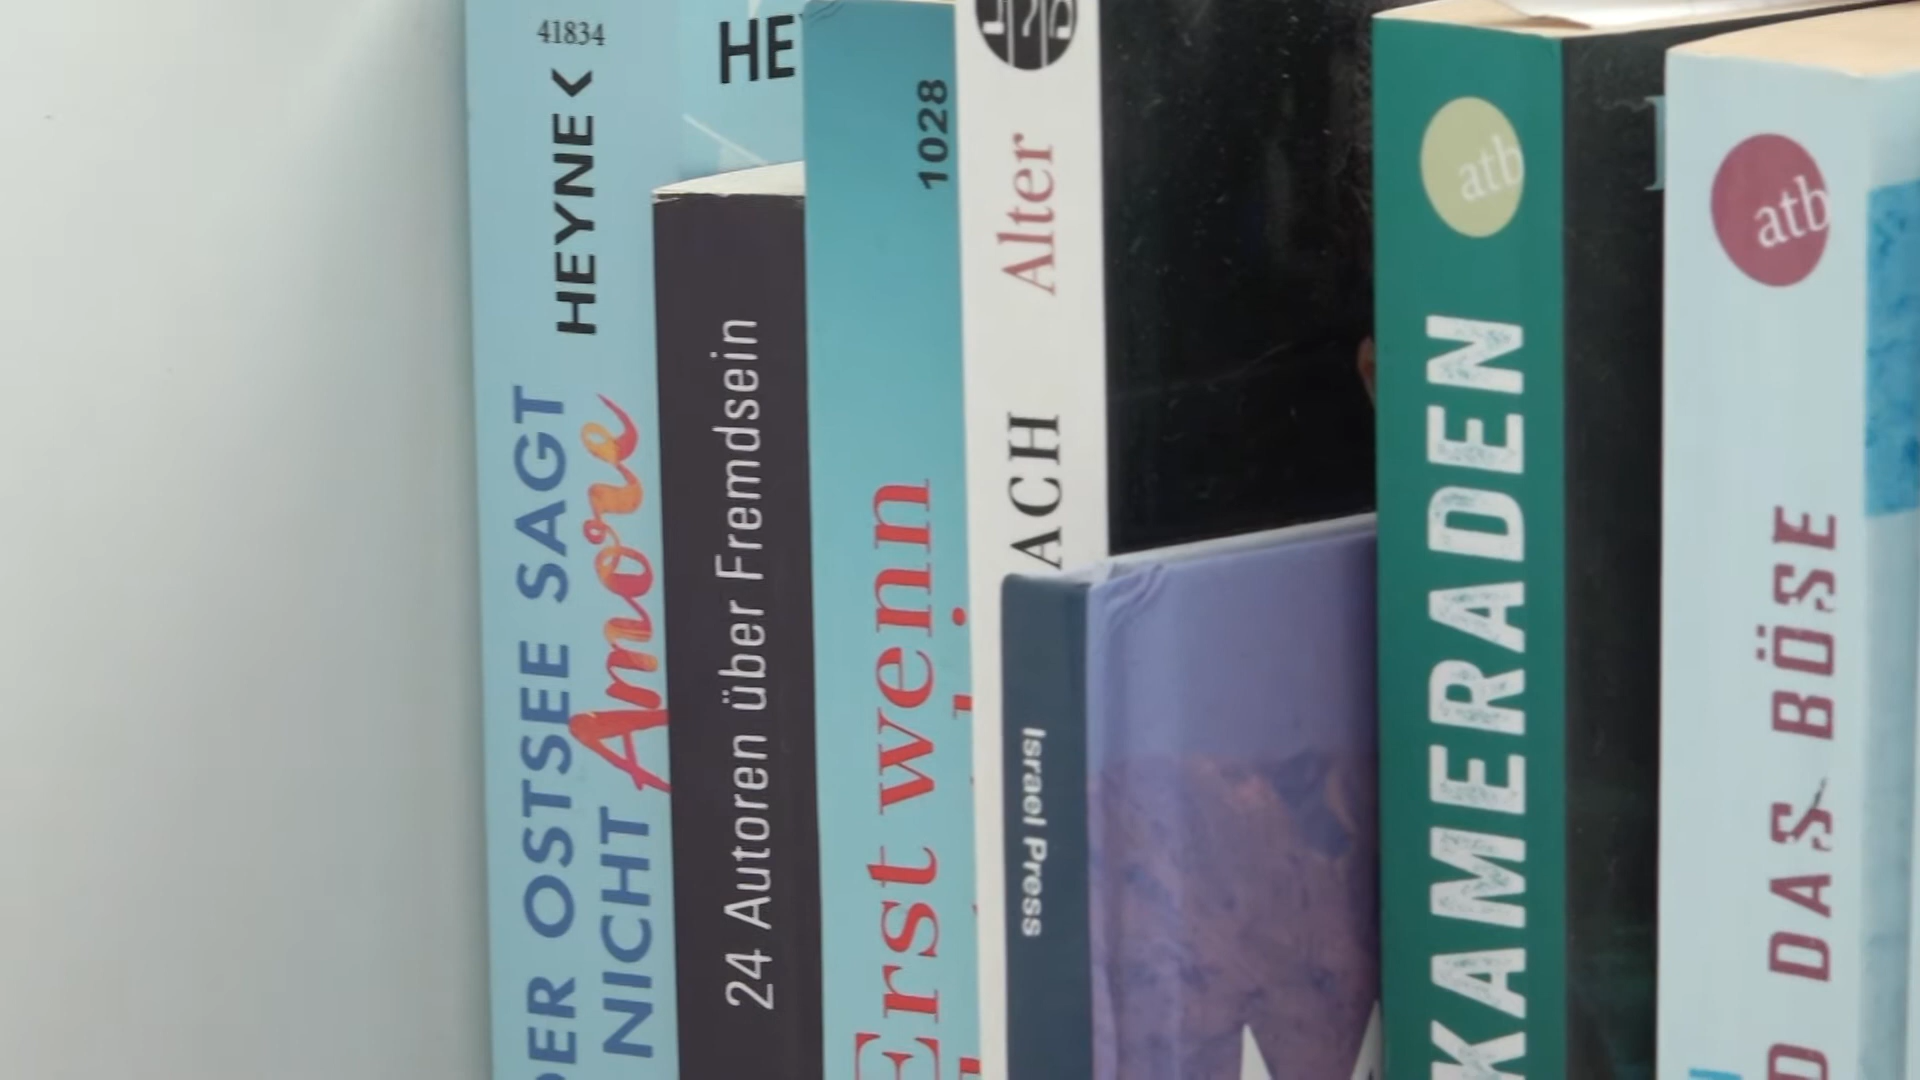 41834
HEYNE <
DER OSTSEE SAGT
NICHT Amore
HE
24 Autoren über Fremdsein
1028
Erst wenn
Alter
ACH
Israel Press
atb
KAMERADEN
atb
D DAS BÖSE